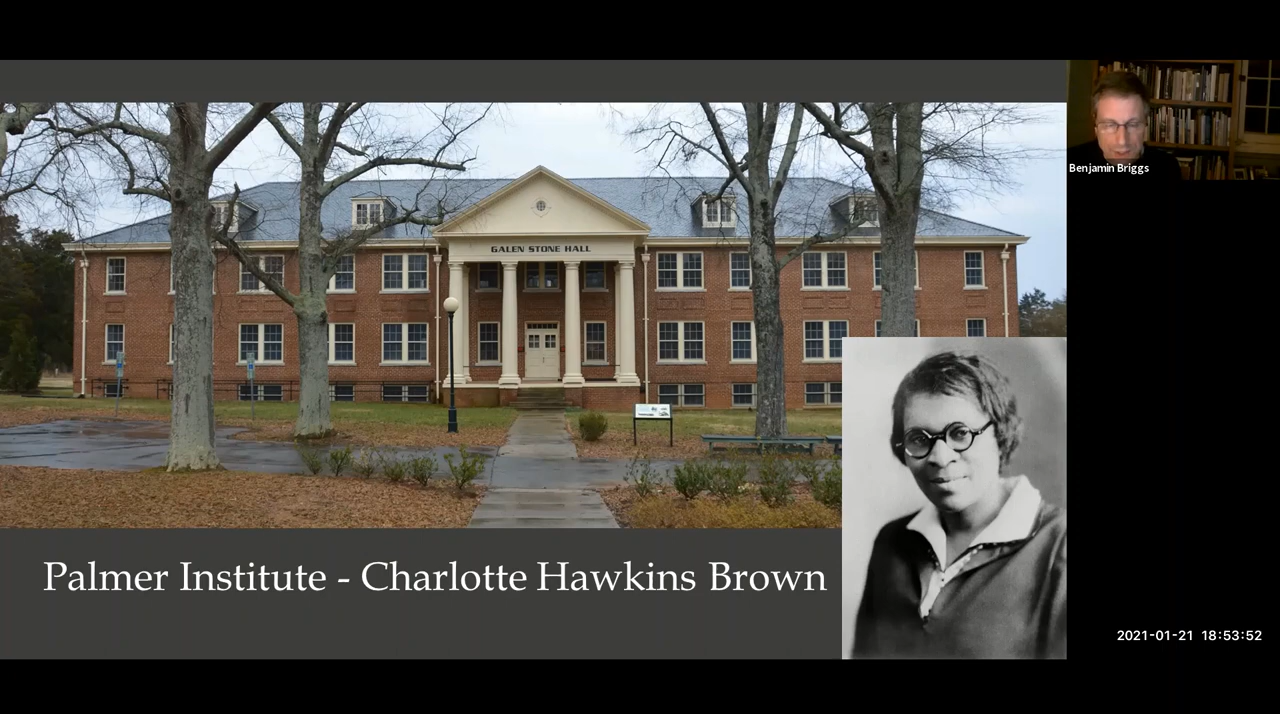 Benjamin Briggs
GALEN STONE HALL
Palmer Institute - Charlotte Hawkins Brown
2021-01-21 18:53:52